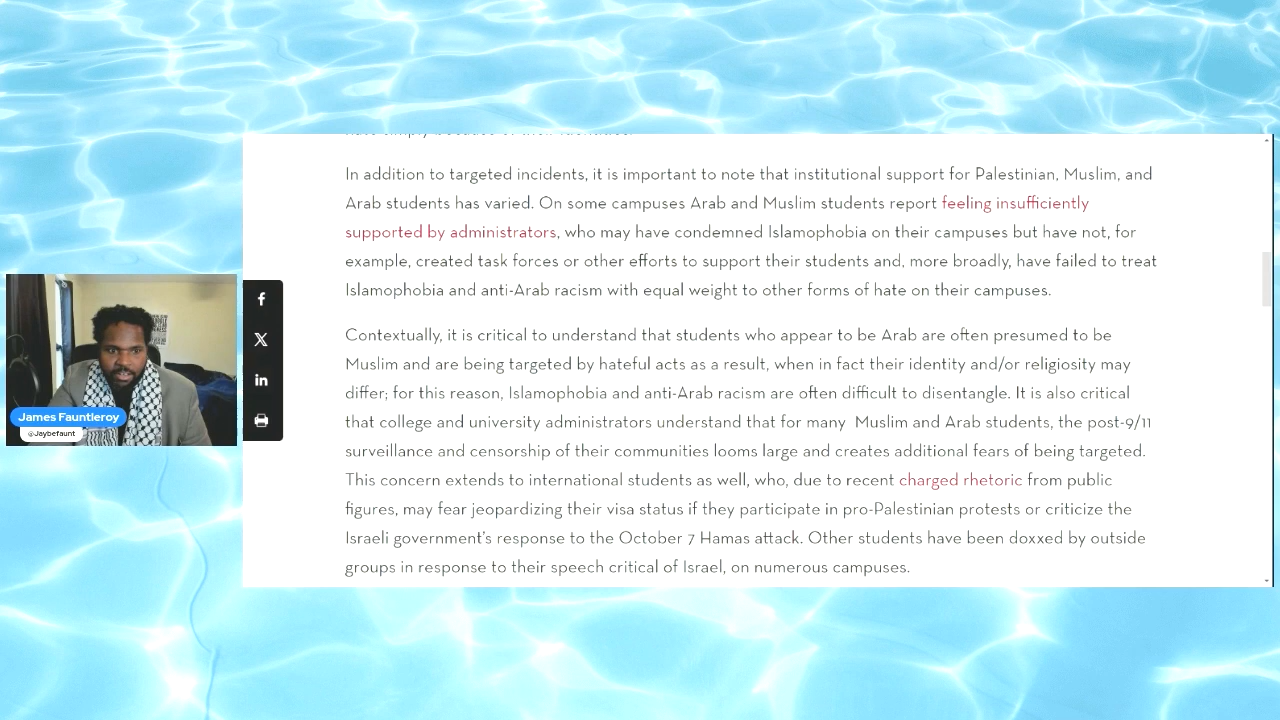 In addition to targeted incidents, it is important to note that institutional support for Palestinian, Muslim, and
Arab students has varied. On some campuses Arab and Muslim students report feeling insufficiently
supported by administrators, who may have condemned Islamophobia on their campuses but have not, for
example, created task forces or other efforts to support their students and, more broadly, have failed to treat
Islamophobia and anti-Arab racism with equal weight to other forms of hate on their campuses.
Contextually, it is critical to understand that students who appear to be Arab are often presumed to be
Muslim and are being targeted by hateful acts as a result, when in fact their identity and/or religiosity may
differ; for this reason, Islamophobia and anti-Arab racism are often difficult to disentangle. It is also critical
that college and university administrators understand that for many Muslim and Arab students, the post-9/11
surveillance and censorship of their communities looms large and creates additional fears of being targeted.
This concern extends to international students as well, who, due to recent charged rhetoric from public
figures, may fear jeopardizing their visa status if they participate in pro-Palestinian protests or criticize the
Israeli government's response to the October 7 Hamas attack. Other students have been doxxed by outside
groups in response to their speech critical of Israel, on numerous campuses.
James Fauntleroy
@Jaybefaunt